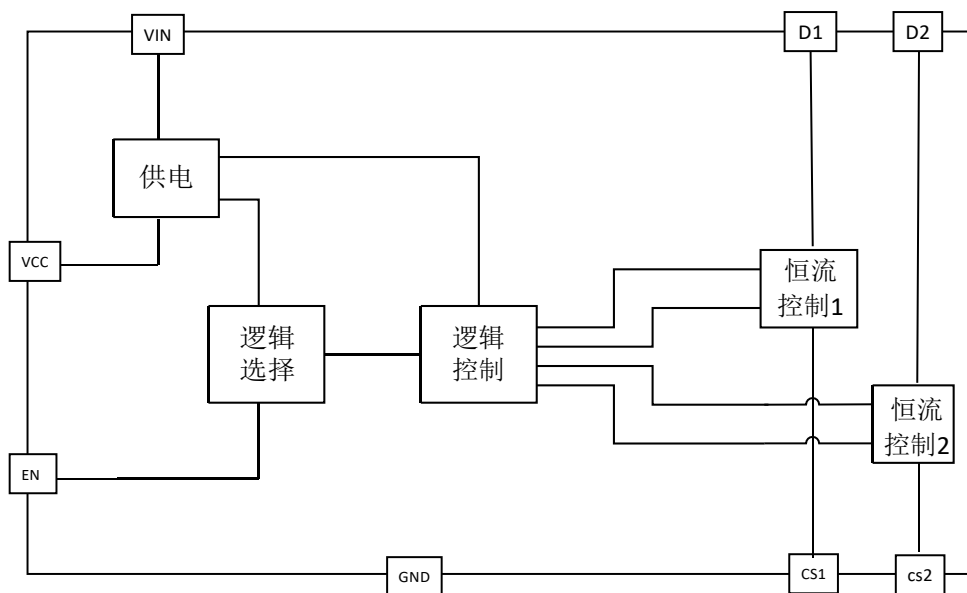 VIN
D1
D2
供电
VCC
恒流
控制1
逻辑
选择
逻辑
控制
恒流
控制2
EN
GND
CS1
cs2